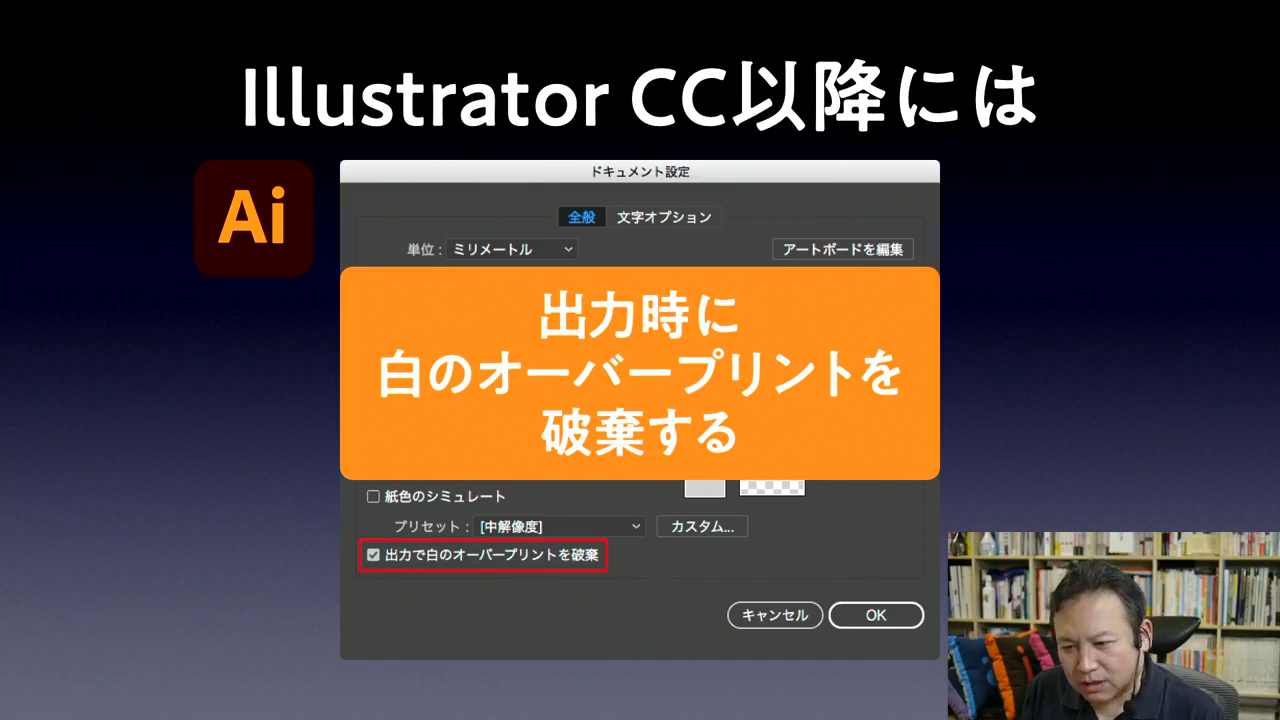 Illustrator CC以降には
Ai
ドキュメント設定
全般 文字オプション
単位 : ミリメートル アートボードを編集
出力時に
白のオーバープリントを
破棄する
紙色のシミュレート
プリセット : [中解像度] カスタム...
出力で白のオーバープリントを破棄
キャンセル OK